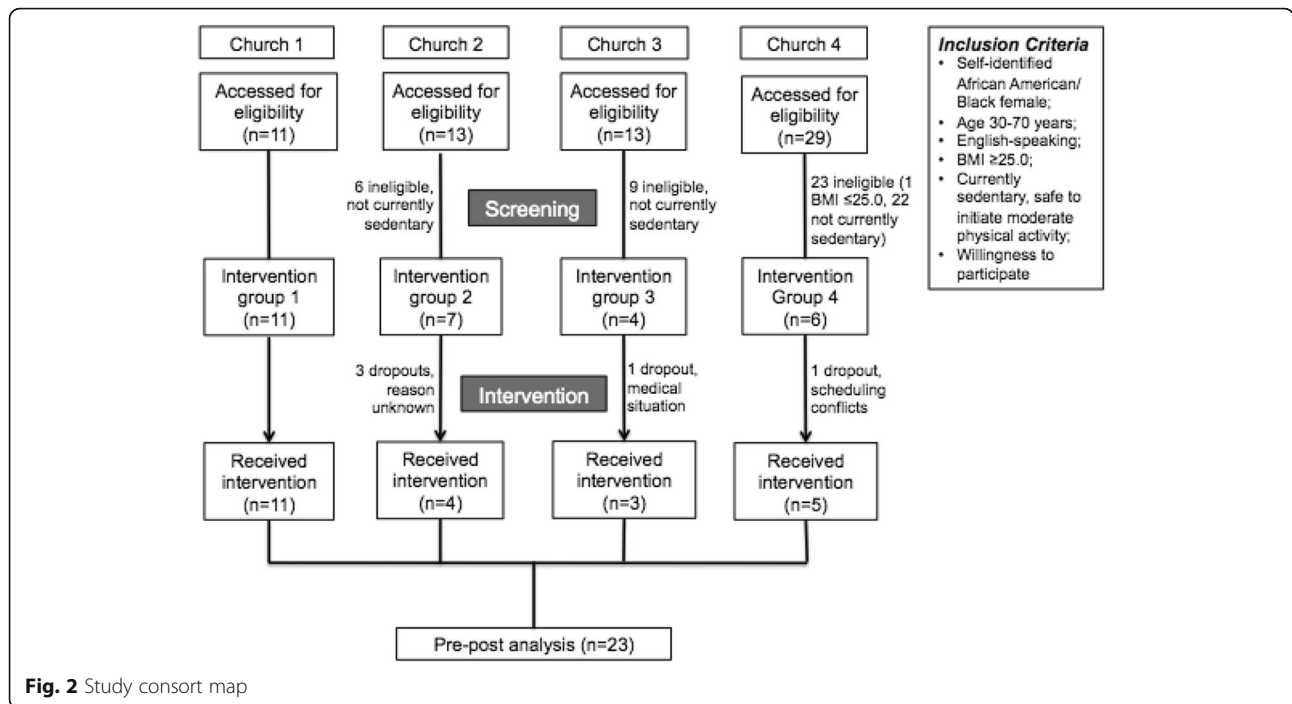 Church 1
Church 2
Church 3
Church 4
Accessed for
eligibility
(n=11)
Accessed for
eligibility
(n=13)
Accessed for
eligibility
(n=13)
Accessed for
eligibility
(n=29)
Inclusion Criteria
• Self-identified
African American/
Black female;
• Age 30-70 years;
• English-speaking;
• BMI ≥25.0;
• Currently
sedentary, safe to
initiate moderate
physical activity;
• Willingness to
participate
6 ineligible,
not currently
sedentary
Screening
9 ineligible,
not currently
sedentary
23 ineligible (1
BMI ≤25.0, 22
not currently
sedentary)
Intervention
group 1
(n=11)
Intervention
group 2
(n=7)
Intervention
group 3
(n=4)
Intervention
Group 4
(n=6)
3 dropouts,
reason
unknown
Intervention
1 dropout,
medical
situation
1 dropout,
scheduling
conflicts
Received
intervention
(n=11)
Received
intervention
(n=4)
Received
intervention
(n=3)
Received
intervention
(n=5)
Pre-post analysis (n=23)
Fig. 2 Study consort map